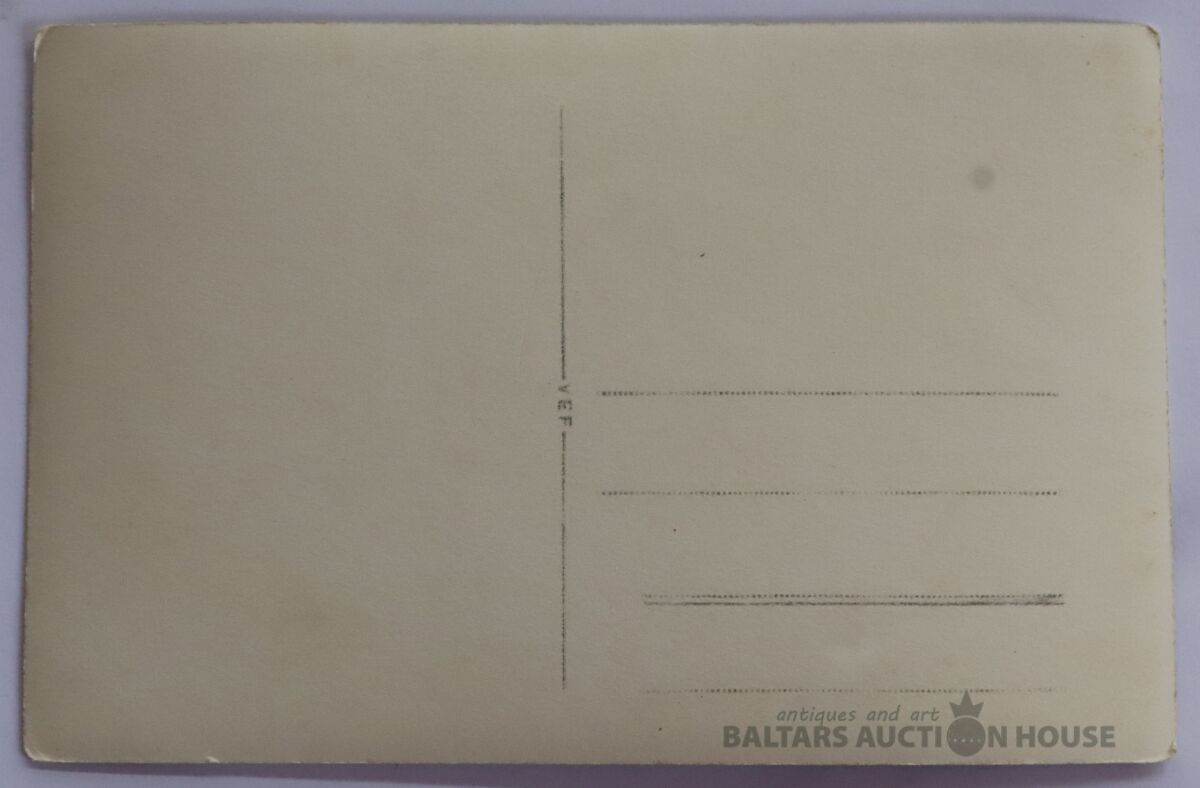 VEF
antiques and art
BALTARS AUCTION HOUSE